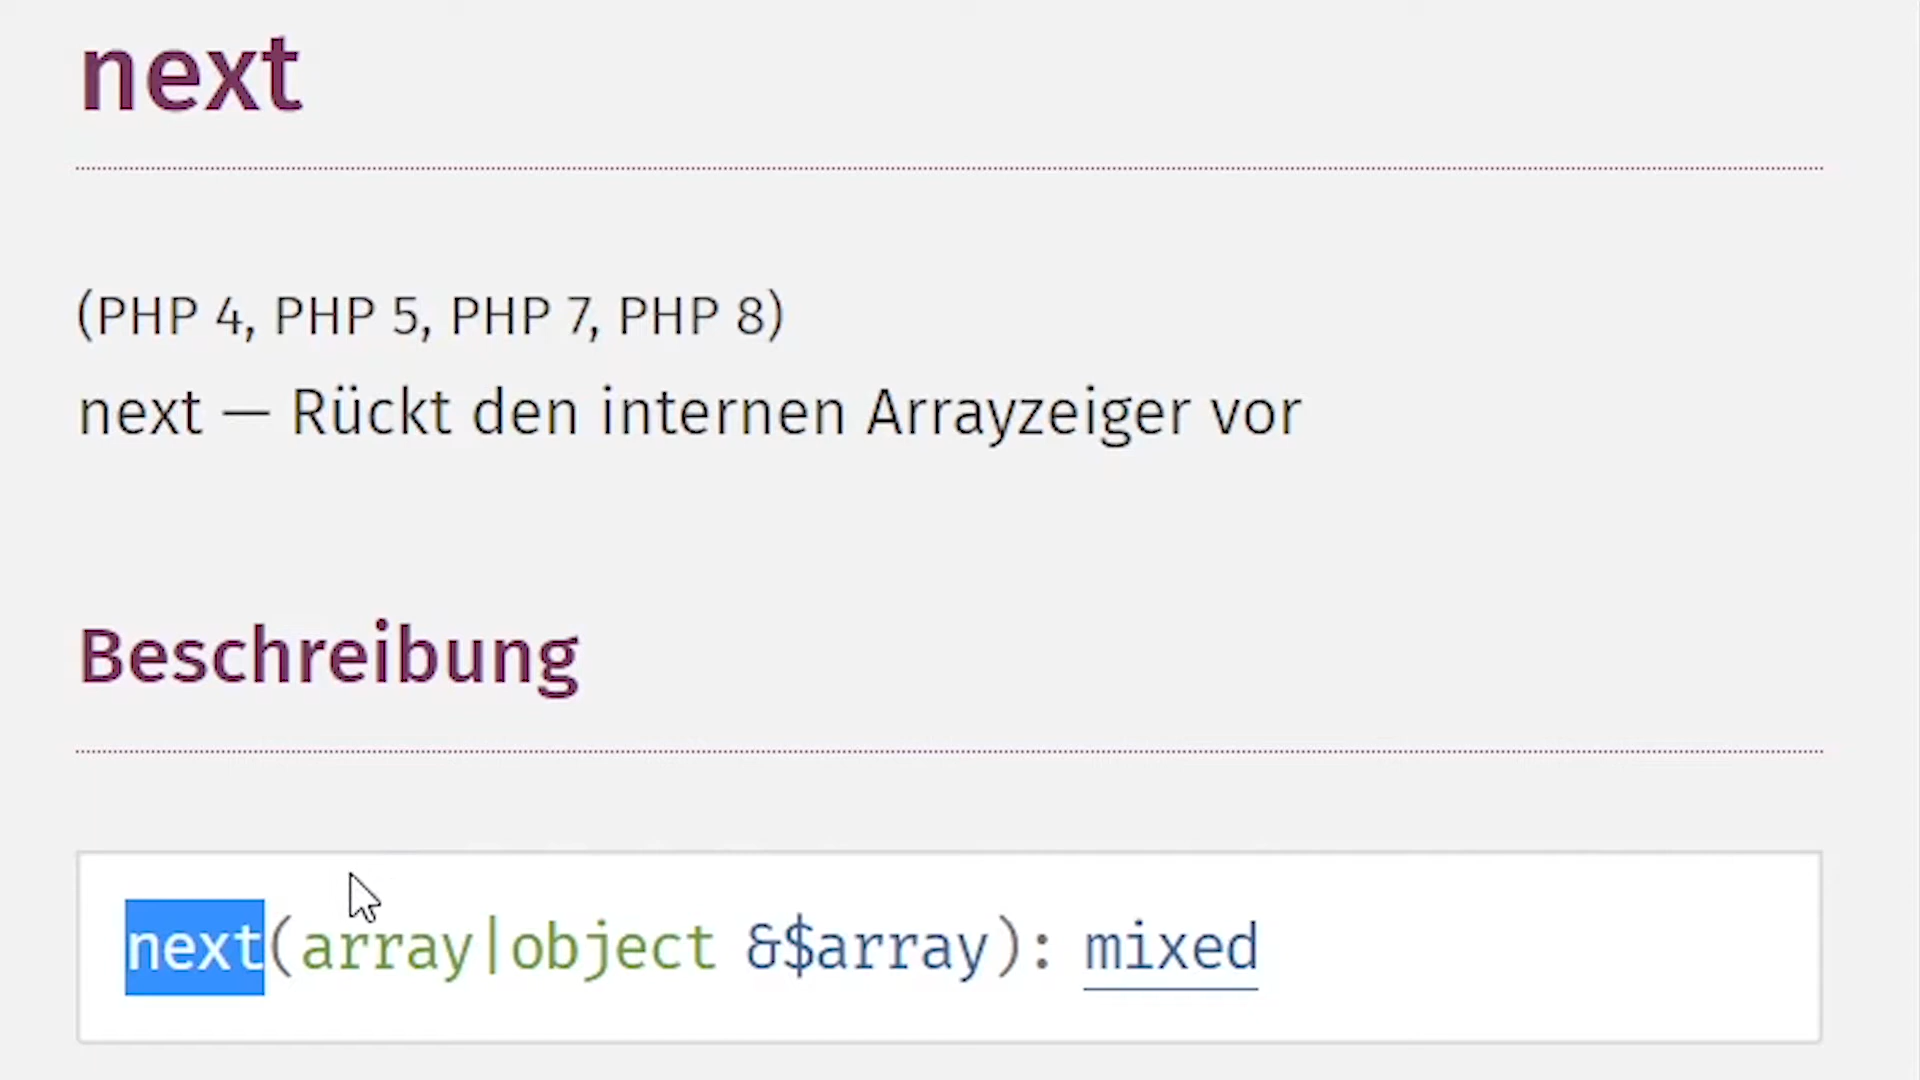 next
(PHP 4, PHP 5, PHP 7, PHP 8)
next — Rückt den internen Arrayzeiger vor
Beschreibung
next(array|object &$array): mixed